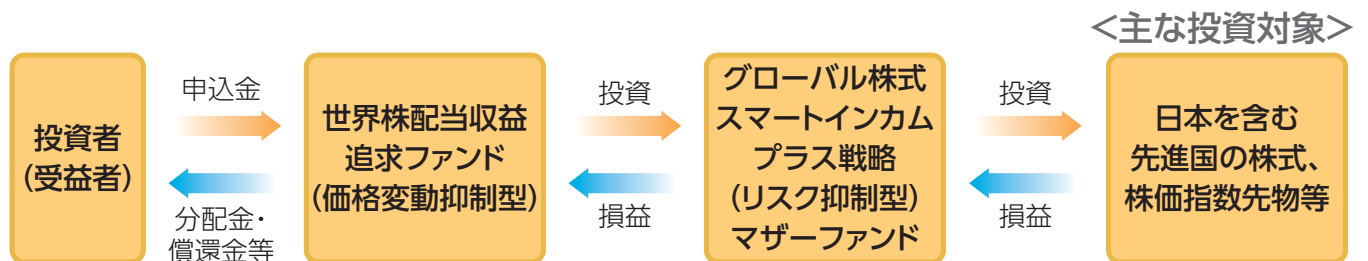 <主な投資対象>
投資者
(受益者)
申込金
分配金・
償還金等
世界株配当収益
追求ファンド
(価格変動抑制型)
投資
損益
グローバル株式
スマートインカム
プラス戦略
(リスク抑制型)
マザーファンド
投資
損益
日本を含む
先進国の株式、
株価指数先物等